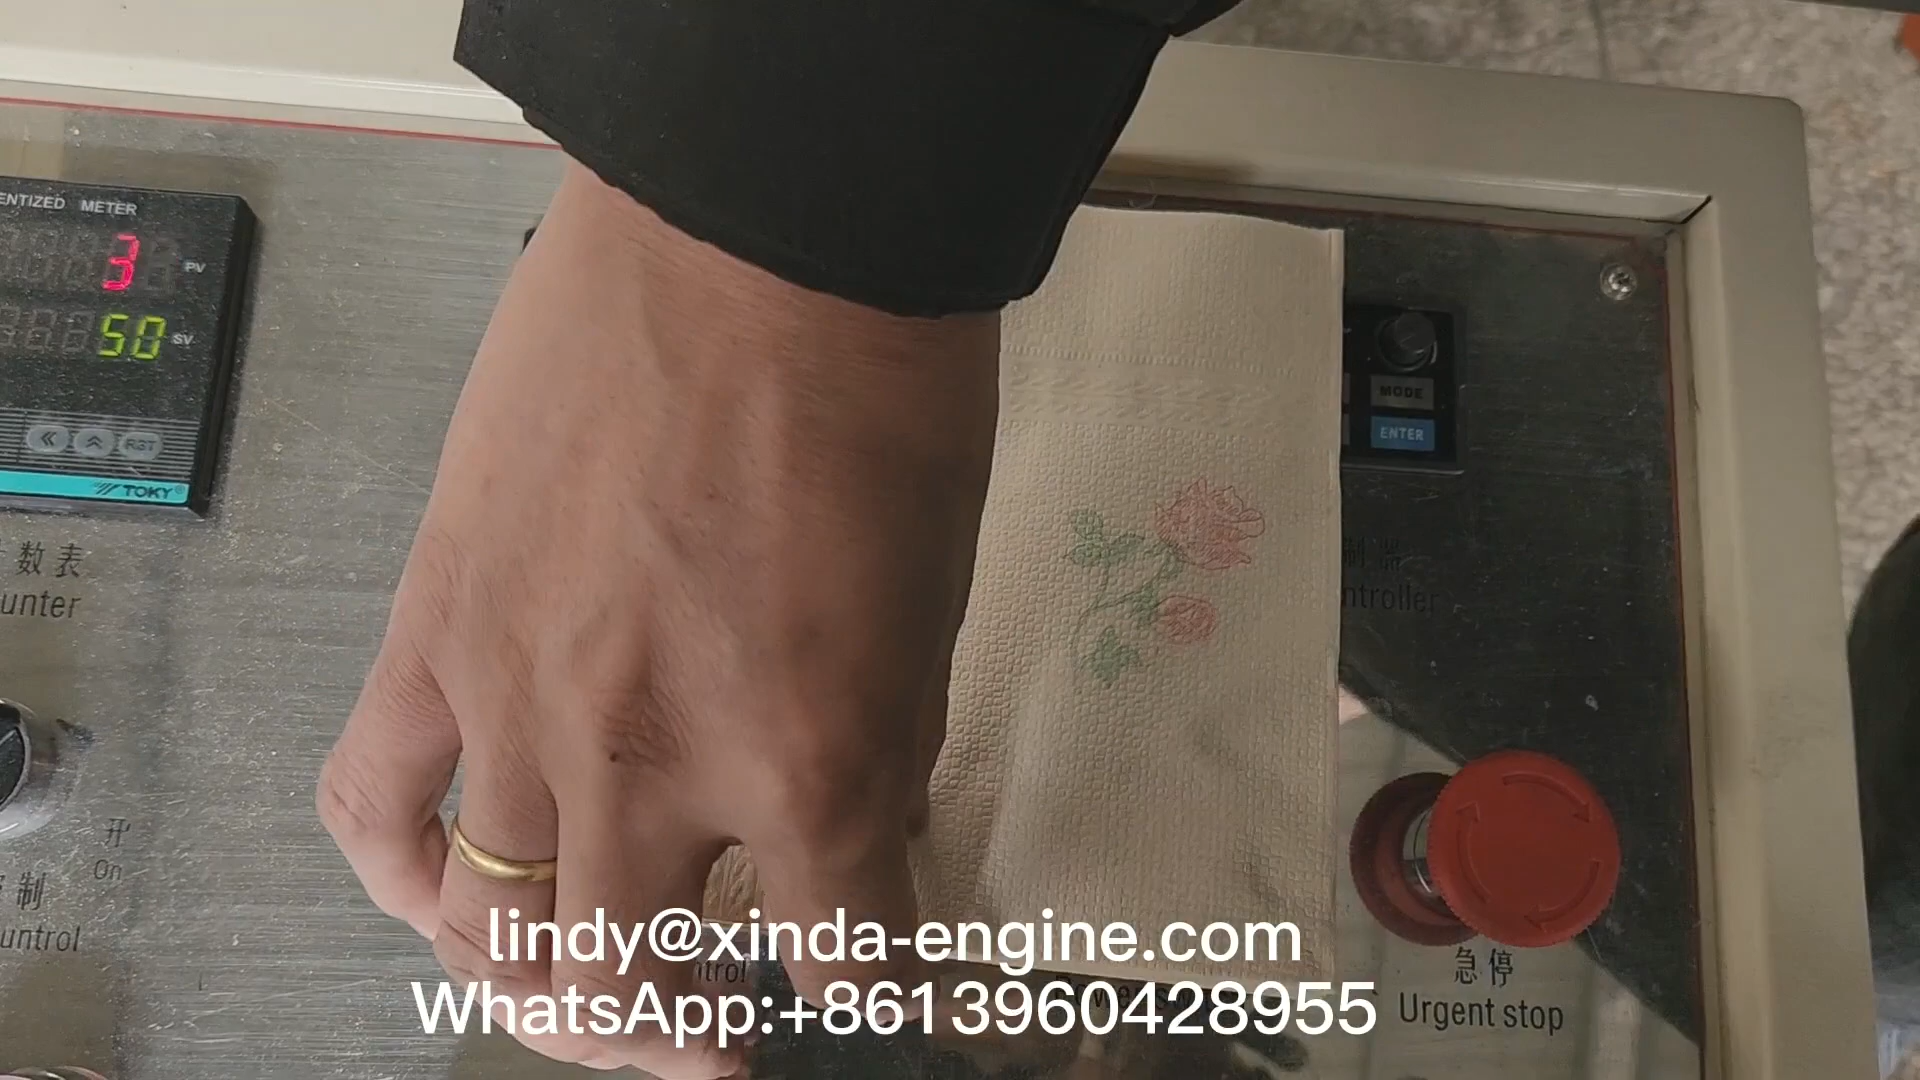 METER
3 PV
50 SV
RST
TOKY
数表
unter
开
On
制
untrol
MODE
ENTER
制器
ntroller
急停
Urgent stop
ntrol
lindy@xinda-engine.com
WhatsApp:+8613960428955